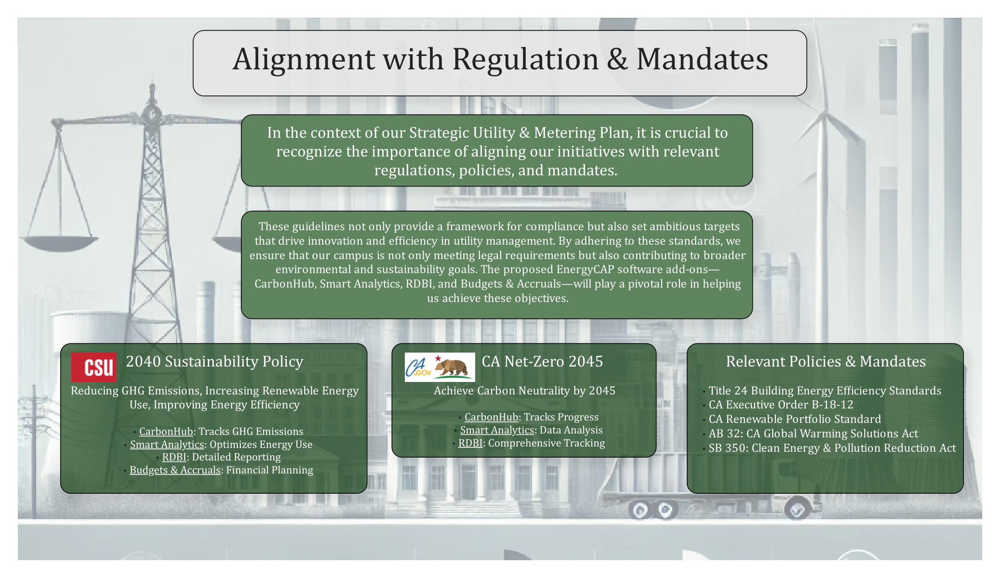 Alignment with Regulation & Mandates
In the context of our Strategic Utility & Metering Plan, it is crucial to
recognize the importance of aligning our initiatives with relevant
regulations, policies, and mandates.
These guidelines not only provide a framework for compliance but also set ambitious targets
that drive innovation and efficiency in utility management. By adhering to these standards, we
ensure that our campus is not only meeting legal requirements but also contributing to broader
environmental and sustainability goals. The proposed EnergyCAP software add-ons—
CarbonHub, Smart Analytics, RDBI, and Budgets & Accruals—will play a pivotal role in helping
us achieve these objectives.
CSU
2040 Sustainability Policy
Reducing GHG Emissions, Increasing Renewable Energy
Use, Improving Energy Efficiency
• CarbonHub: Tracks GHG Emissions
• Smart Analytics: Optimizes Energy Use
• RDBI: Detailed Reporting
• Budgets & Accruals: Financial Planning
CA
.GOV
CA Net-Zero 2045
Achieve Carbon Neutrality by 2045
• CarbonHub: Tracks Progress
• Smart Analytics: Data Analysis
• RDBI: Comprehensive Tracking
Relevant Policies & Mandates
• Title 24 Building Energy Efficiency Standards
• CA Executive Order B-18-12
• CA Renewable Portfolio Standard
• AB 32: CA Global Warming Solutions Act
• SB 350: Clean Energy & Pollution Reduction Act